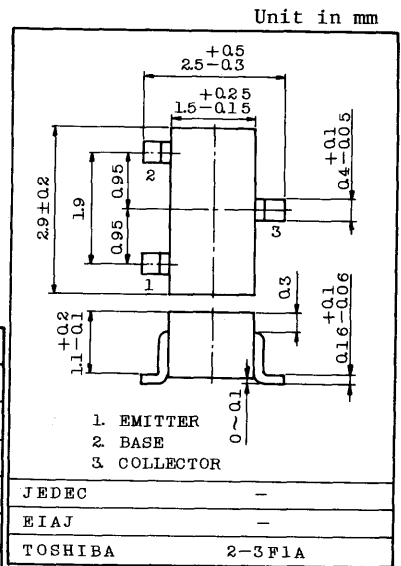 Unit in mm
+0.5
2.5-0.3
+0.25
1.5-0.15
2.9±0.2
1.9
0.95
0.95
2
1
3
+0.1
0.4-0.05
+0.2
1.1-0.1
0.3
+0.1
0.16-0.06
0~0.1
1. EMITTER
2. BASE
3. COLLECTOR
JEDEC –
EIAJ –
TOSHIBA 2-3F1A